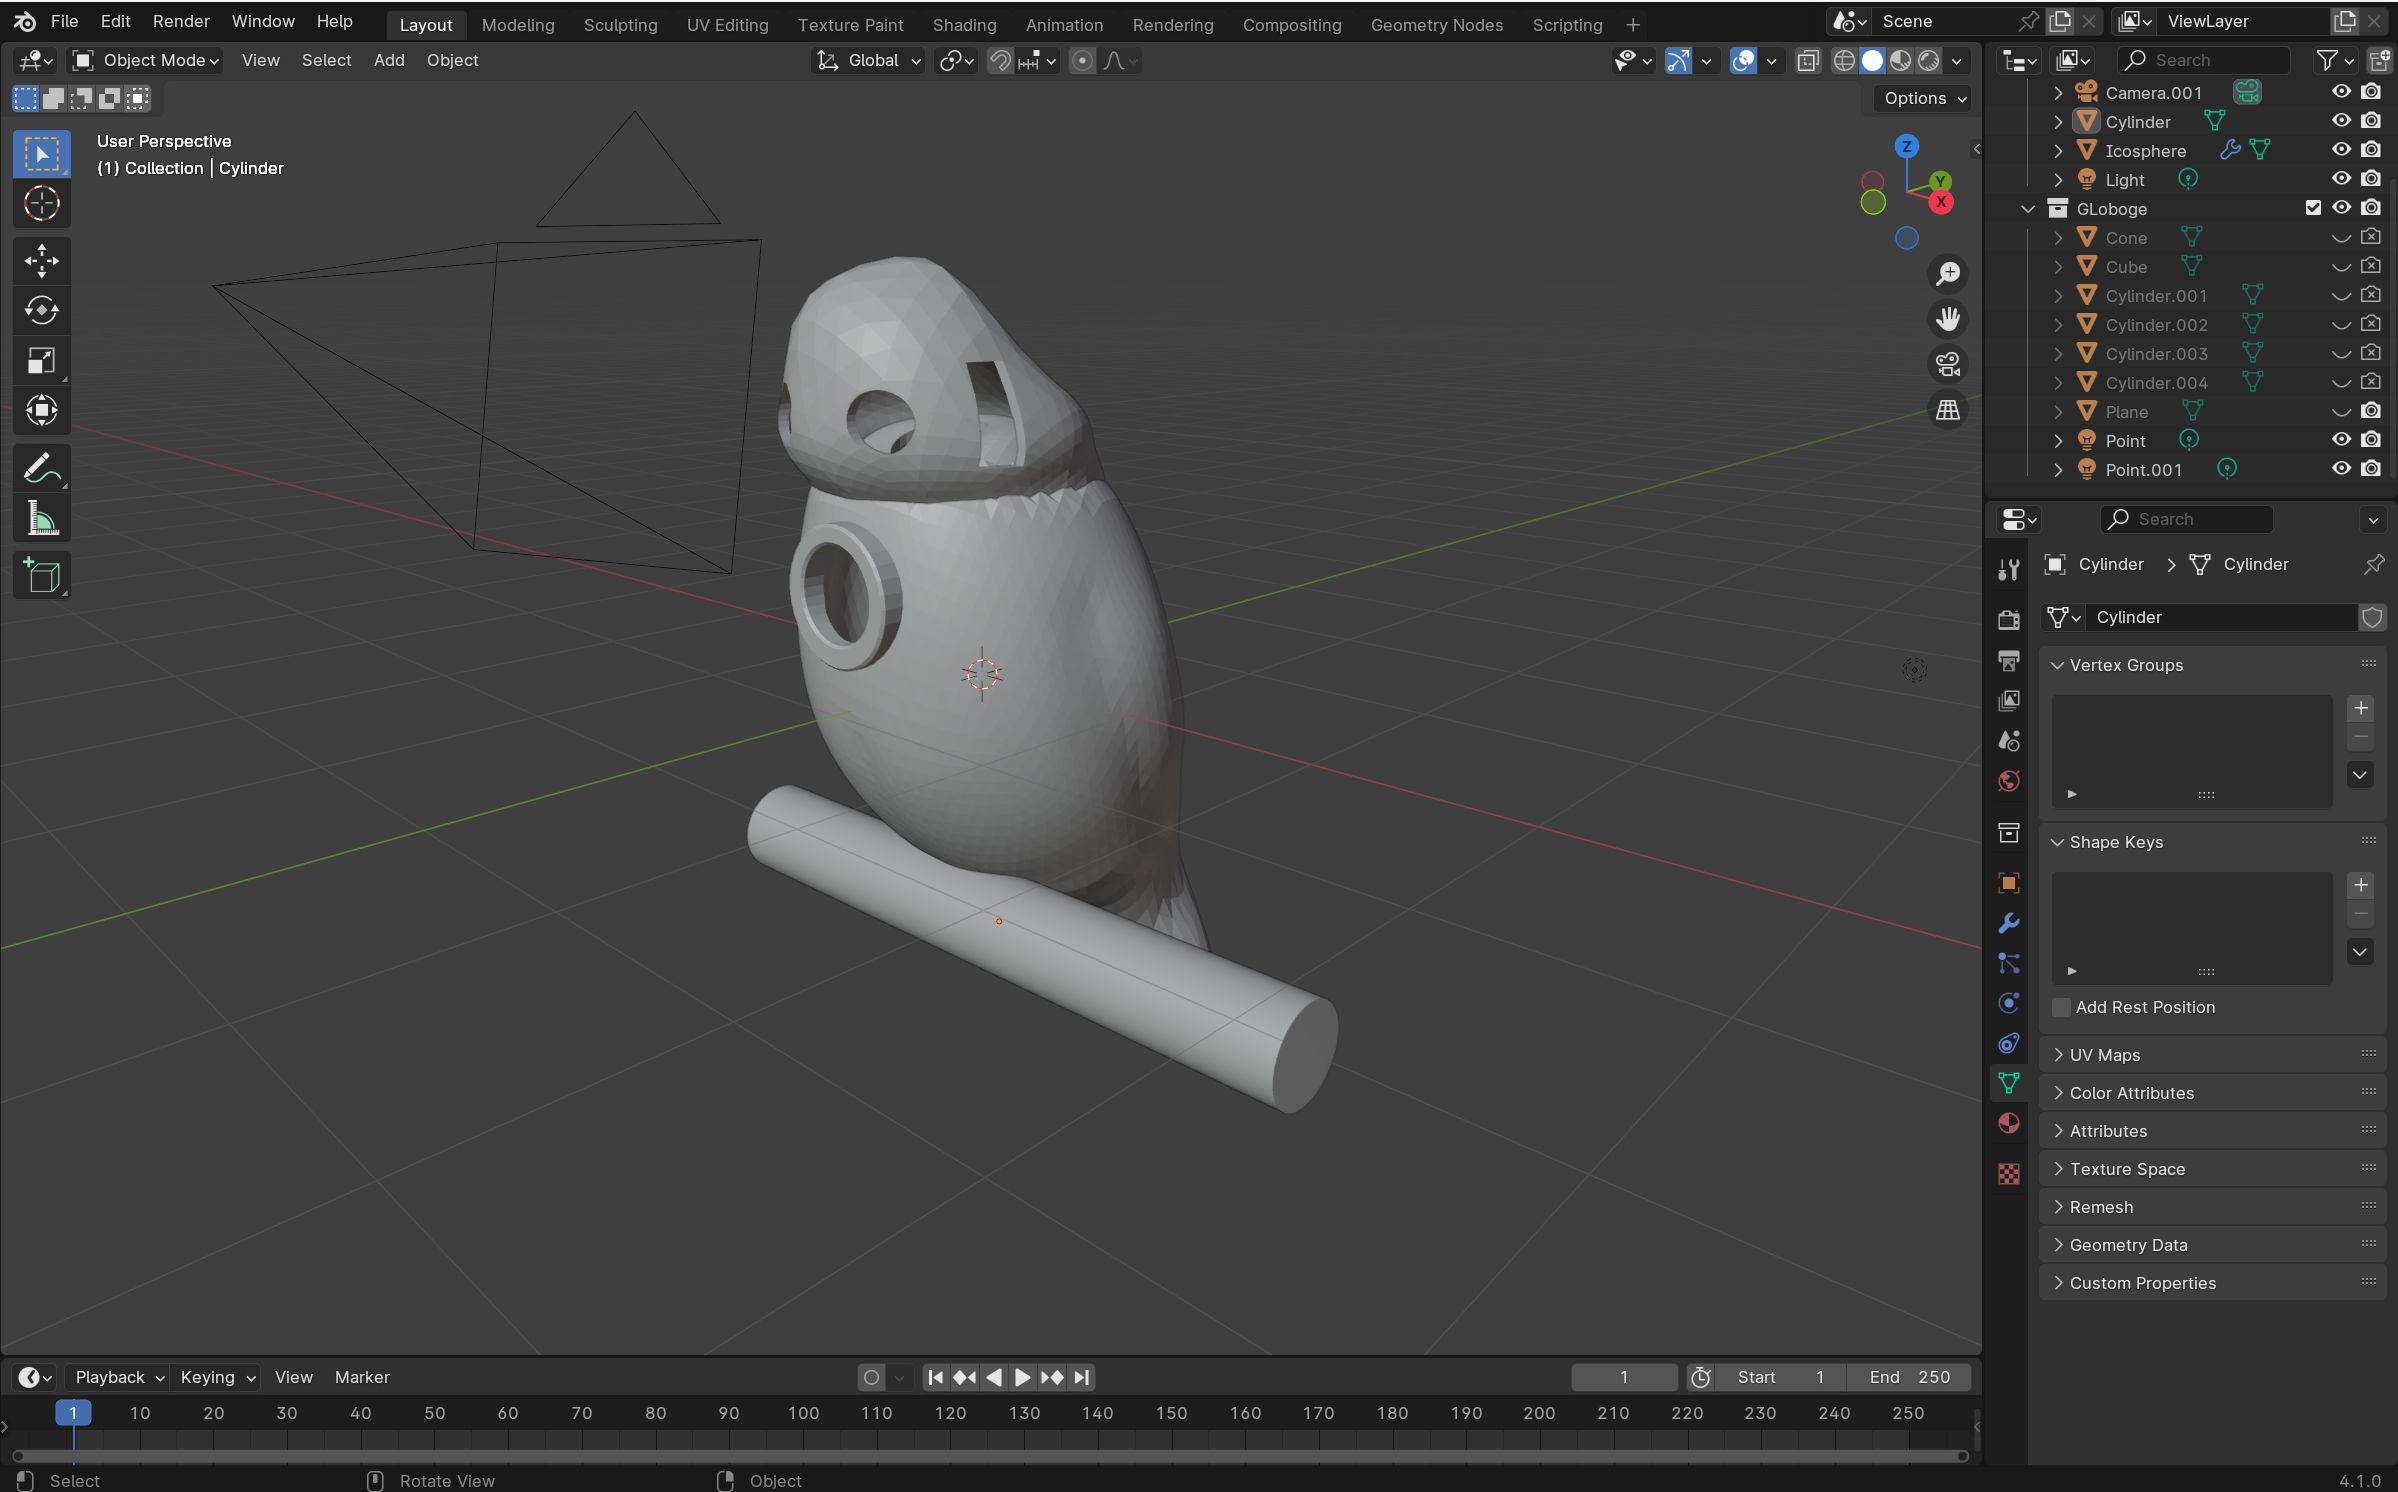 File Edit Render Window Help Layout Modeling Sculpting UV Editing Texture Paint Shading Animation Rendering Compositing Geometry Nodes Scripting + Scene ViewLayer
Object Mode View Select Add Object Global Search
Options
User Perspective
(1) Collection | Cylinder
Z
Y
X
Camera.001
Cylinder
Icosphere
Light
GLoboge
Cone
Cube
Cylinder.001
Cylinder.002
Cylinder.003
Cylinder.004
Plane
Point
Point.001
Search
Cylinder > Cylinder
Cylinder
Vertex Groups
Shape Keys
Add Rest Position
UV Maps
Color Attributes
Attributes
Texture Space
Remesh
Geometry Data
Custom Properties
Playback Keying View Marker 1 Start 1 End 250
1 10 20 30 40 50 60 70 80 90 100 110 120 130 140 150 160 170 180 190 200 210 220 230 240 250
Select Rotate View Object 4.1.0